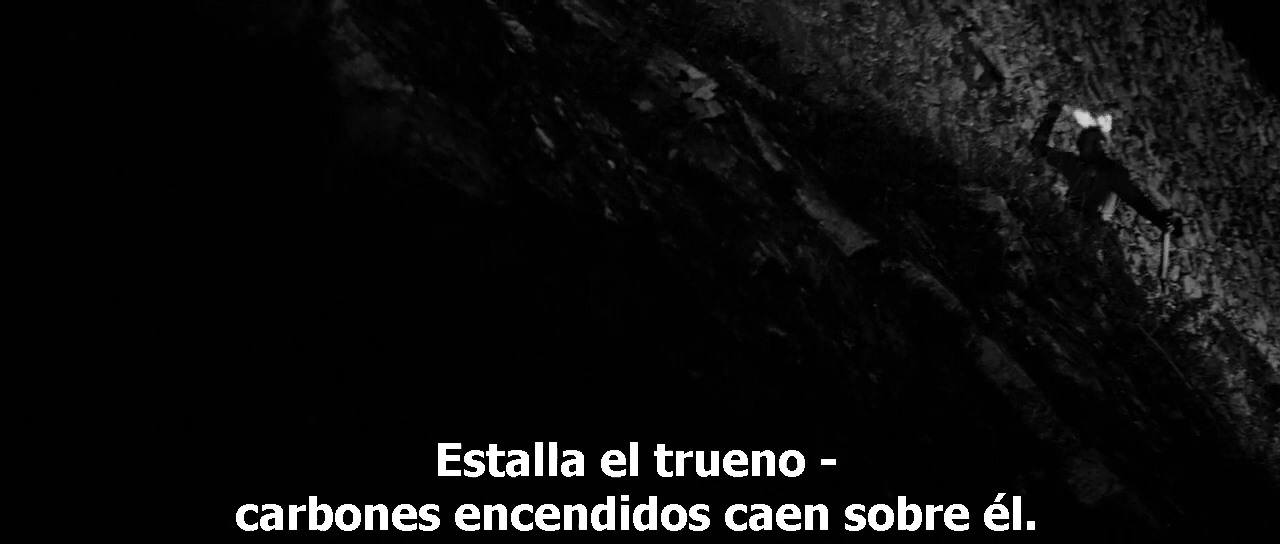 Estalla el trueno -
carbones encendidos caen sobre él.